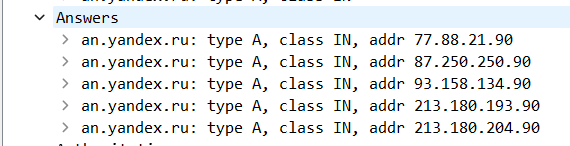 Answers
an.yandex.ru: type A, class IN, addr 77.88.21.90
an.yandex.ru: type A, class IN, addr 87.250.250.90
an.yandex.ru: type A, class IN, addr 93.158.134.90
an.yandex.ru: type A, class IN, addr 213.180.193.90
an.yandex.ru: type A, class IN, addr 213.180.204.90